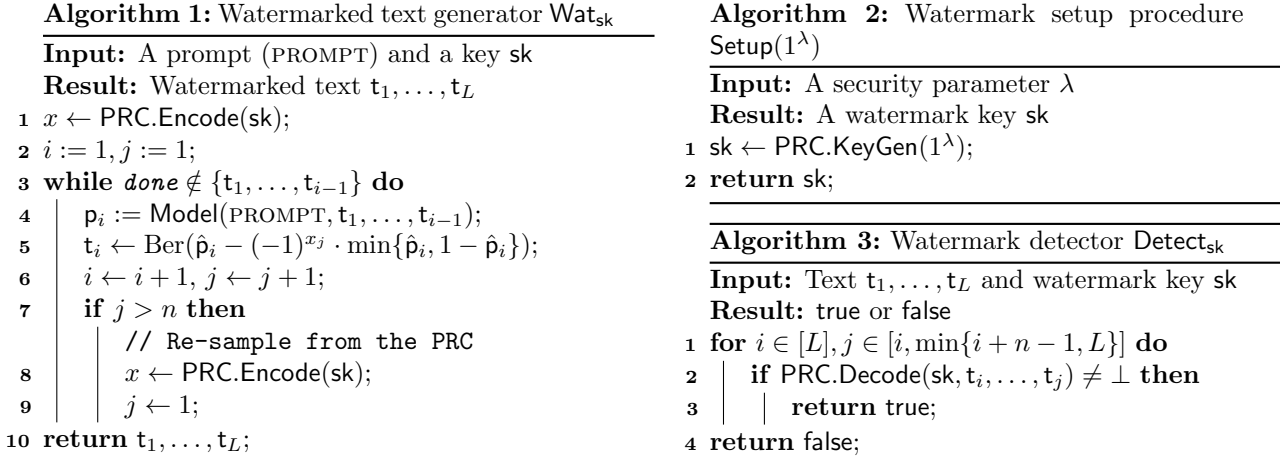 Algorithm 1: Watermarked text generator Wat_sk
Input: A prompt (PROMPT) and a key sk
Result: Watermarked text t_1, . . . , t_L
1 x ← PRC.Encode(sk);
2 i := 1, j := 1;
3 while done ∉ {t_1, . . . , t_{i−1}} do
4 p_i := Model(PROMPT, t_1, . . . , t_{i−1});
5 t_i ← Ber(p̂_i − (−1)^{x_j} · min{p̂_i, 1 − p̂_i});
6 i ← i + 1, j ← j + 1;
7 if j > n then
// Re-sample from the PRC
8 x ← PRC.Encode(sk);
9 j ← 1;
10 return t_1, . . . , t_L;
Algorithm 2: Watermark setup procedure
Setup(1^λ)
Input: A security parameter λ
Result: A watermark key sk
1 sk ← PRC.KeyGen(1^λ);
2 return sk;
Algorithm 3: Watermark detector Detect_sk
Input: Text t_1, . . . , t_L and watermark key sk
Result: true or false
1 for i ∈ [L], j ∈ [i, min{i + n − 1, L}] do
2 if PRC.Decode(sk, t_i, . . . , t_j) ≠ ⊥ then
3 return true;
4 return false;